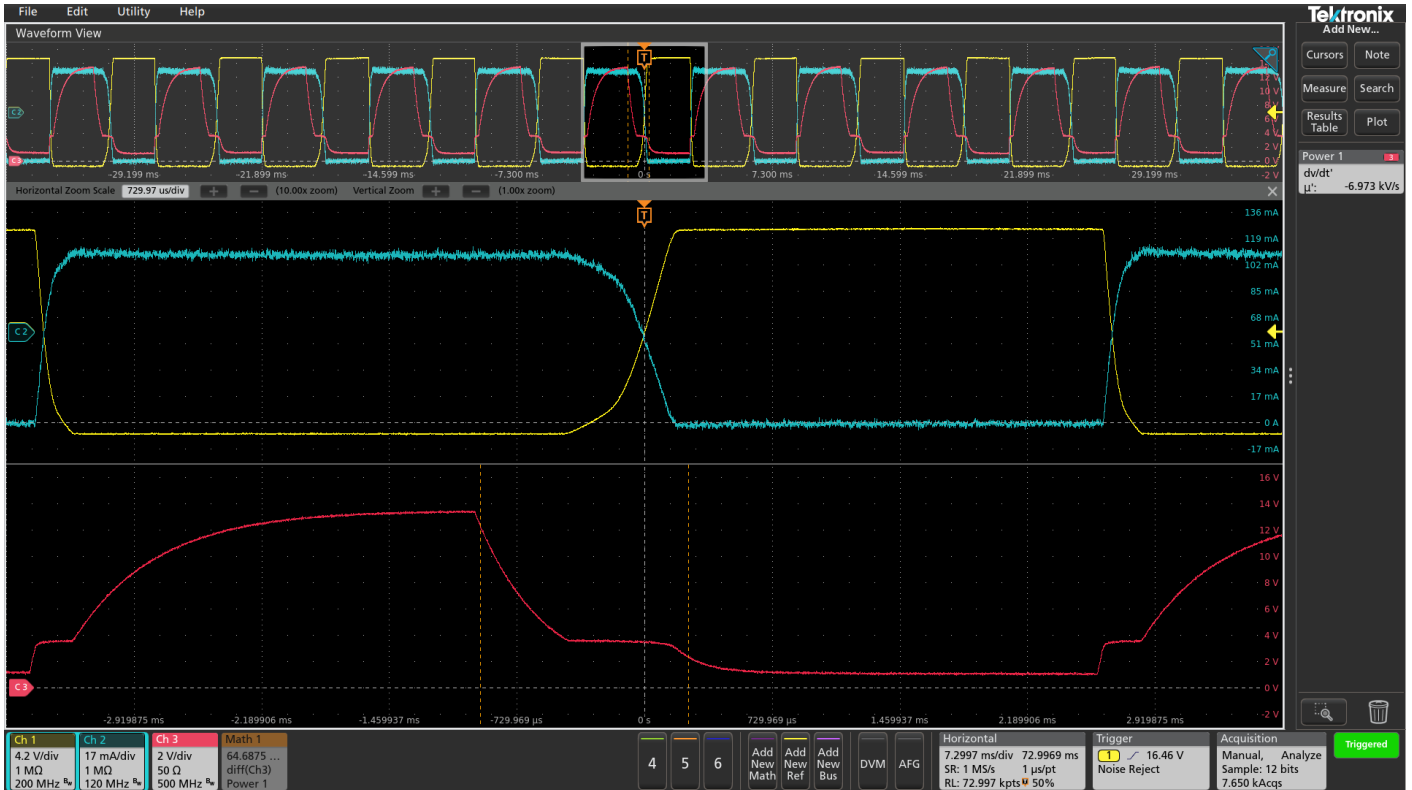 File Edit Utility Help
Tektronix
Waveform View
Add New...
Cursors Note
Measure Search
Results Table Plot
Power 1 3
dv/dt'
µ': -6.973 kV/s
T
C2
C3
10 V
8 V
4 V
2 V
0 V
-2 V
-29.199 ms -21.899 ms -14.599 ms -7.300 ms 0 s 7.300 ms 14.599 ms 21.899 ms 29.199 ms
Horizontal Zoom Scale 729.97 us/div + — (10.00x zoom) Vertical Zoom + — (1.00x zoom) ×
T
136 mA
119 mA
102 mA
85 mA
68 mA
C 2
51 mA
34 mA
17 mA
0 A
-17 mA
16 V
14 V
12 V
10 V
8 V
6 V
4 V
2 V
C 3
0 V
-2 V
-2.919875 ms -2.189906 ms -1.459937 ms -729.969 µs 0 s 729.969 µs 1.459937 ms 2.189906 ms 2.919875 ms
Ch 1
4.2 V/div
1 MΩ
200 MHz Bw
Ch 2
17 mA/div
1 MΩ
120 MHz Bw
Ch 3
2 V/div
50 Ω
500 MHz Bw
Math 1
64.6875 ...
diff(Ch3)
Power 1
4 5 6
Add New Math
Add New Ref
Add New Bus
DVM AFG
Horizontal
7.2997 ms/div 72.9969 ms
SR: 1 MS/s 1 µs/pt
RL: 72.997 kpts 50%
Trigger
1 16.46 V
Noise Reject
Acquisition
Manual, Analyze
Sample: 12 bits
7.650 kAcqs
Triggered